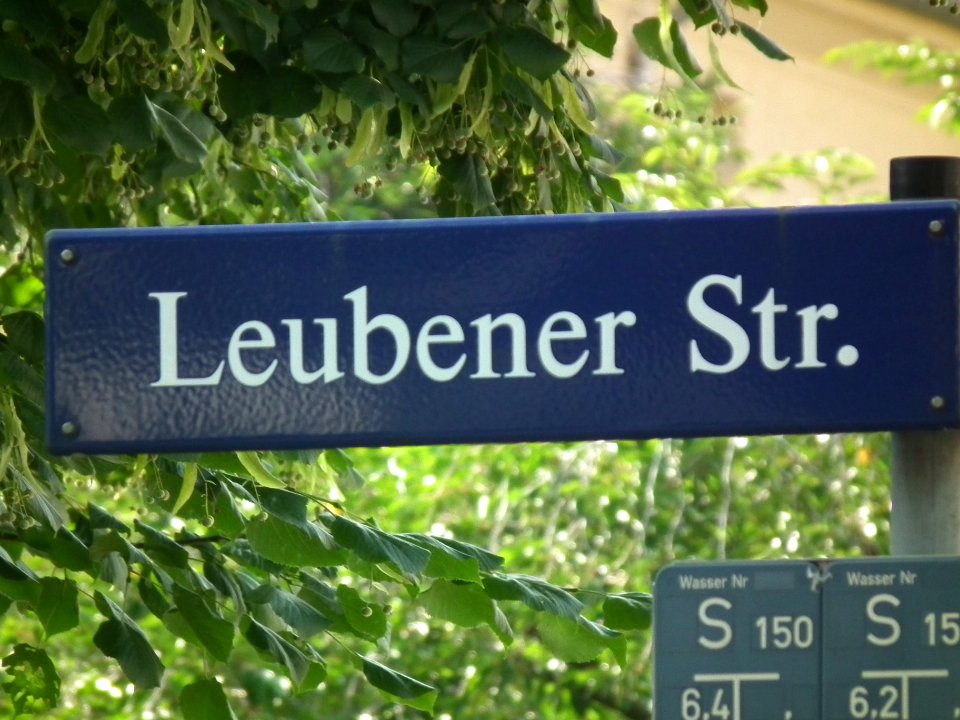 Leubener Str.
Wasser Nr
S 150
6,4
Wasser Nr
S 15
6,2